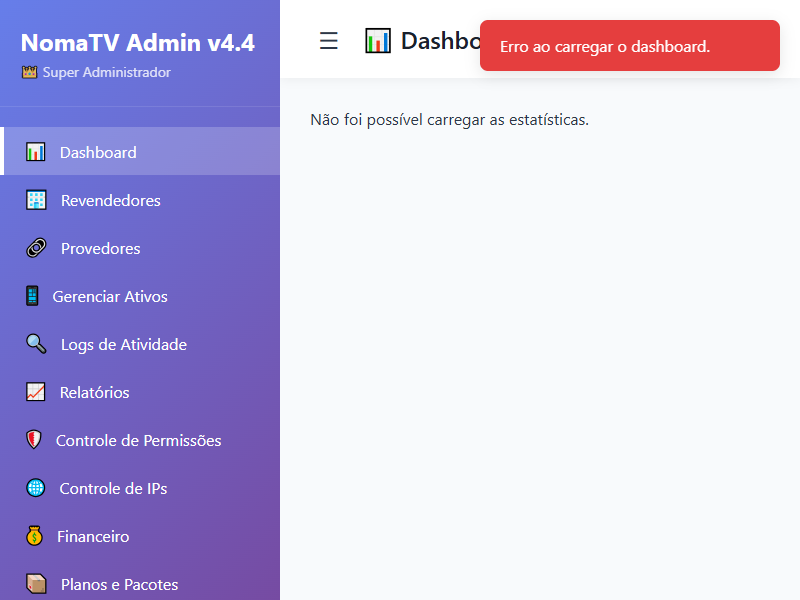 NomaTV Admin v4.4
Super Administrador
Dashboard
Revendedores
Provedores
Gerenciar Ativos
Logs de Atividade
Relatórios
Controle de Permissões
Controle de IPs
Financeiro
Planos e Pacotes
Dashbo
Erro ao carregar o dashboard.
Não foi possível carregar as estatísticas.